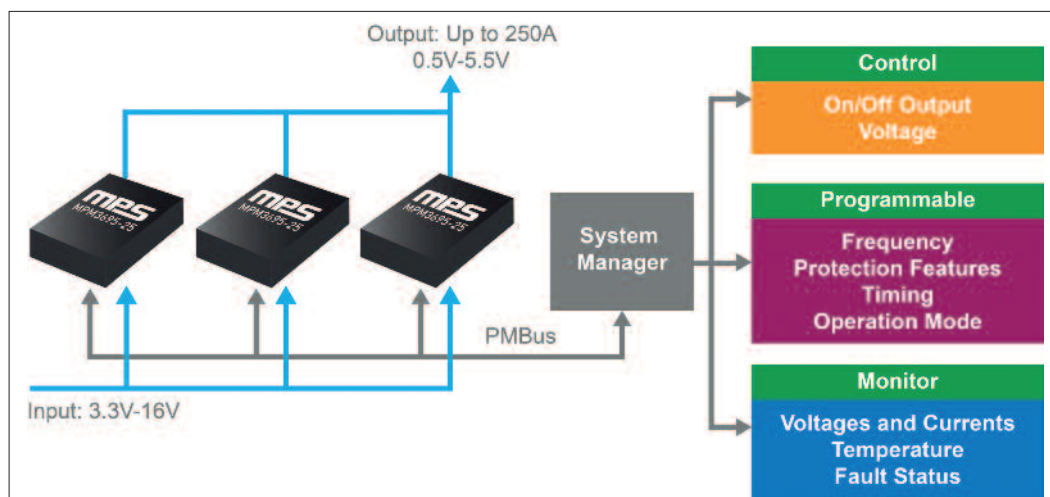 Output: Up to 250A
0.5V-5.5V
mps
MPM3695-25
mps
MPM3695-25
mps
MPM3695-25
System
Manager
PMBus
Input: 3.3V-16V
Control
On/Off Output
Voltage
Programmable
Frequency
Protection Features
Timing
Operation Mode
Monitor
Voltages and Currents
Temperature
Fault Status